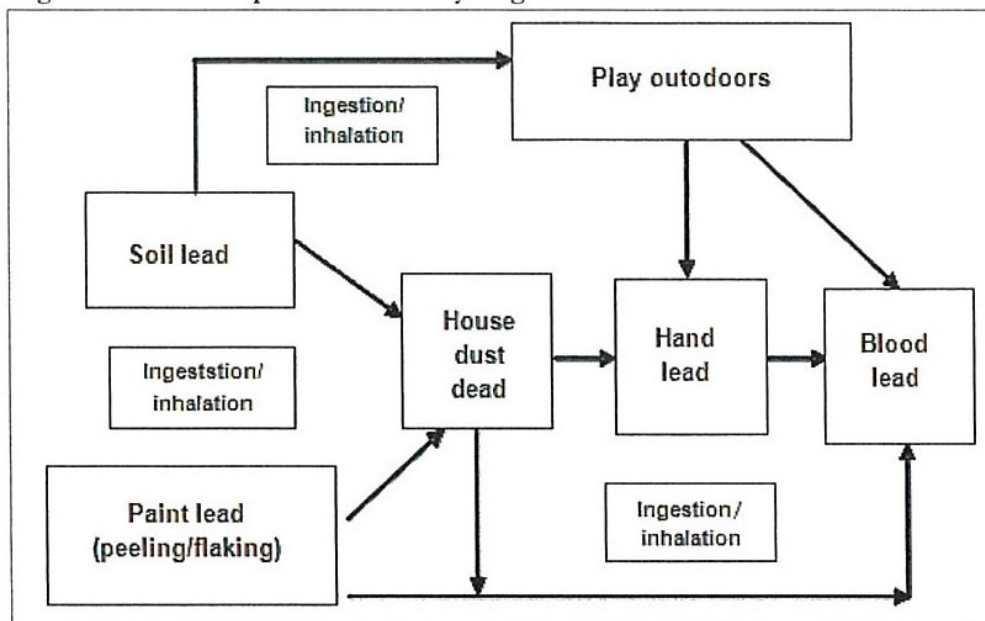 Play outodoors
Ingestion/
inhalation
Soil lead
House
dust
dead
Hand
lead
Blood
lead
Ingeststion/
inhalation
Paint lead
(peeling/flaking)
Ingestion/
inhalation